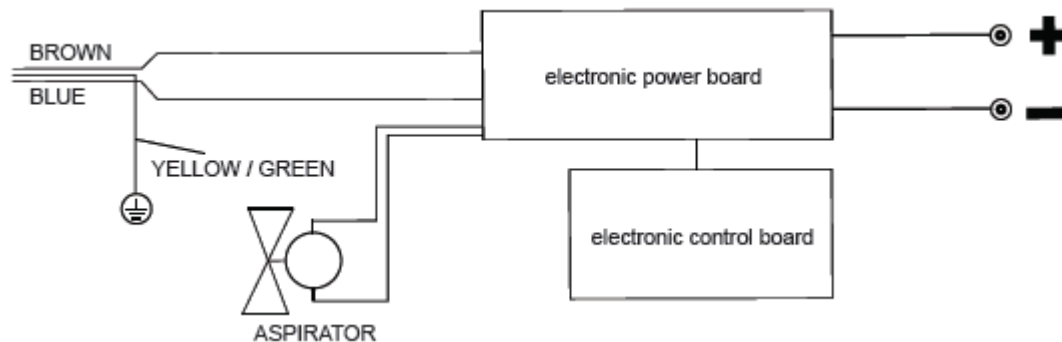 BROWN
BLUE
YELLOW / GREEN
electronic power board
+
-
electronic control board
ASPIRATOR